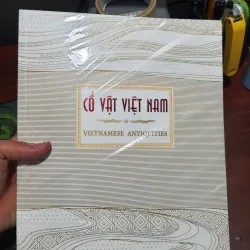 CỔ VẬT VIỆT NAM
VIETNAMESE ANTIQUITIES